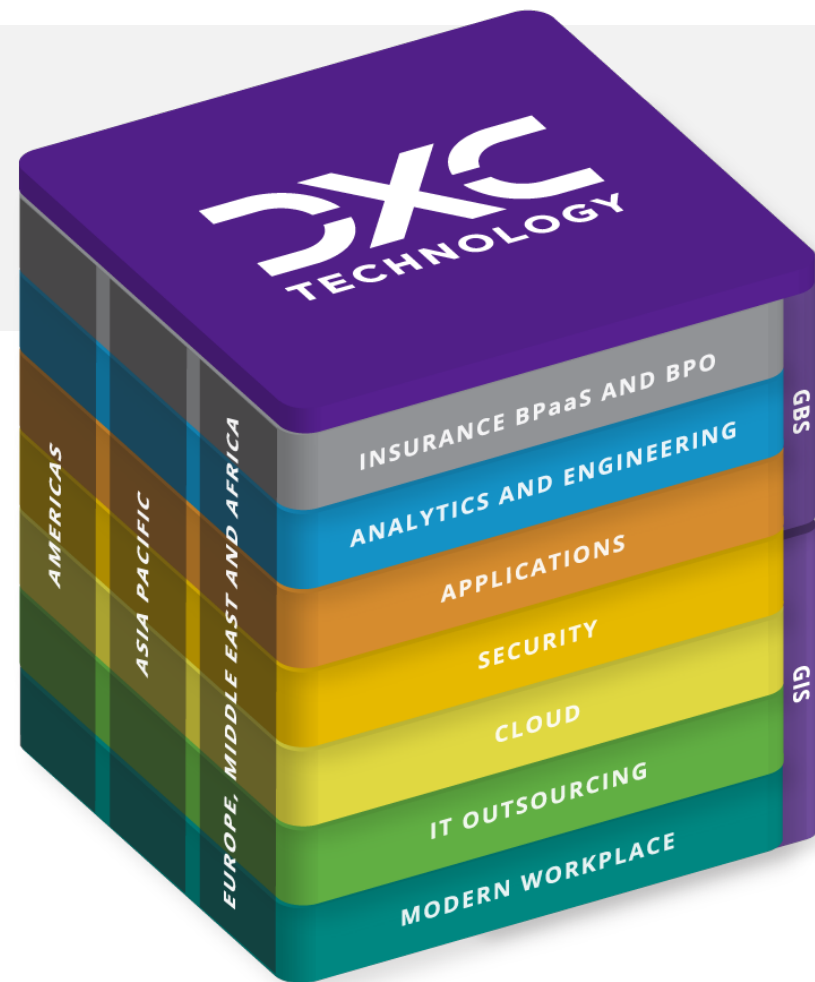 DXC
TECHNOLOGY
INSURANCE BPaaS AND BPO
ANALYTICS AND ENGINEERING
APPLICATIONS
SECURITY
CLOUD
IT OUTSOURCING
MODERN WORKPLACE
AMERICAS
ASIA PACIFIC
EUROPE, MIDDLE EAST AND AFRICA
GBS
GIS